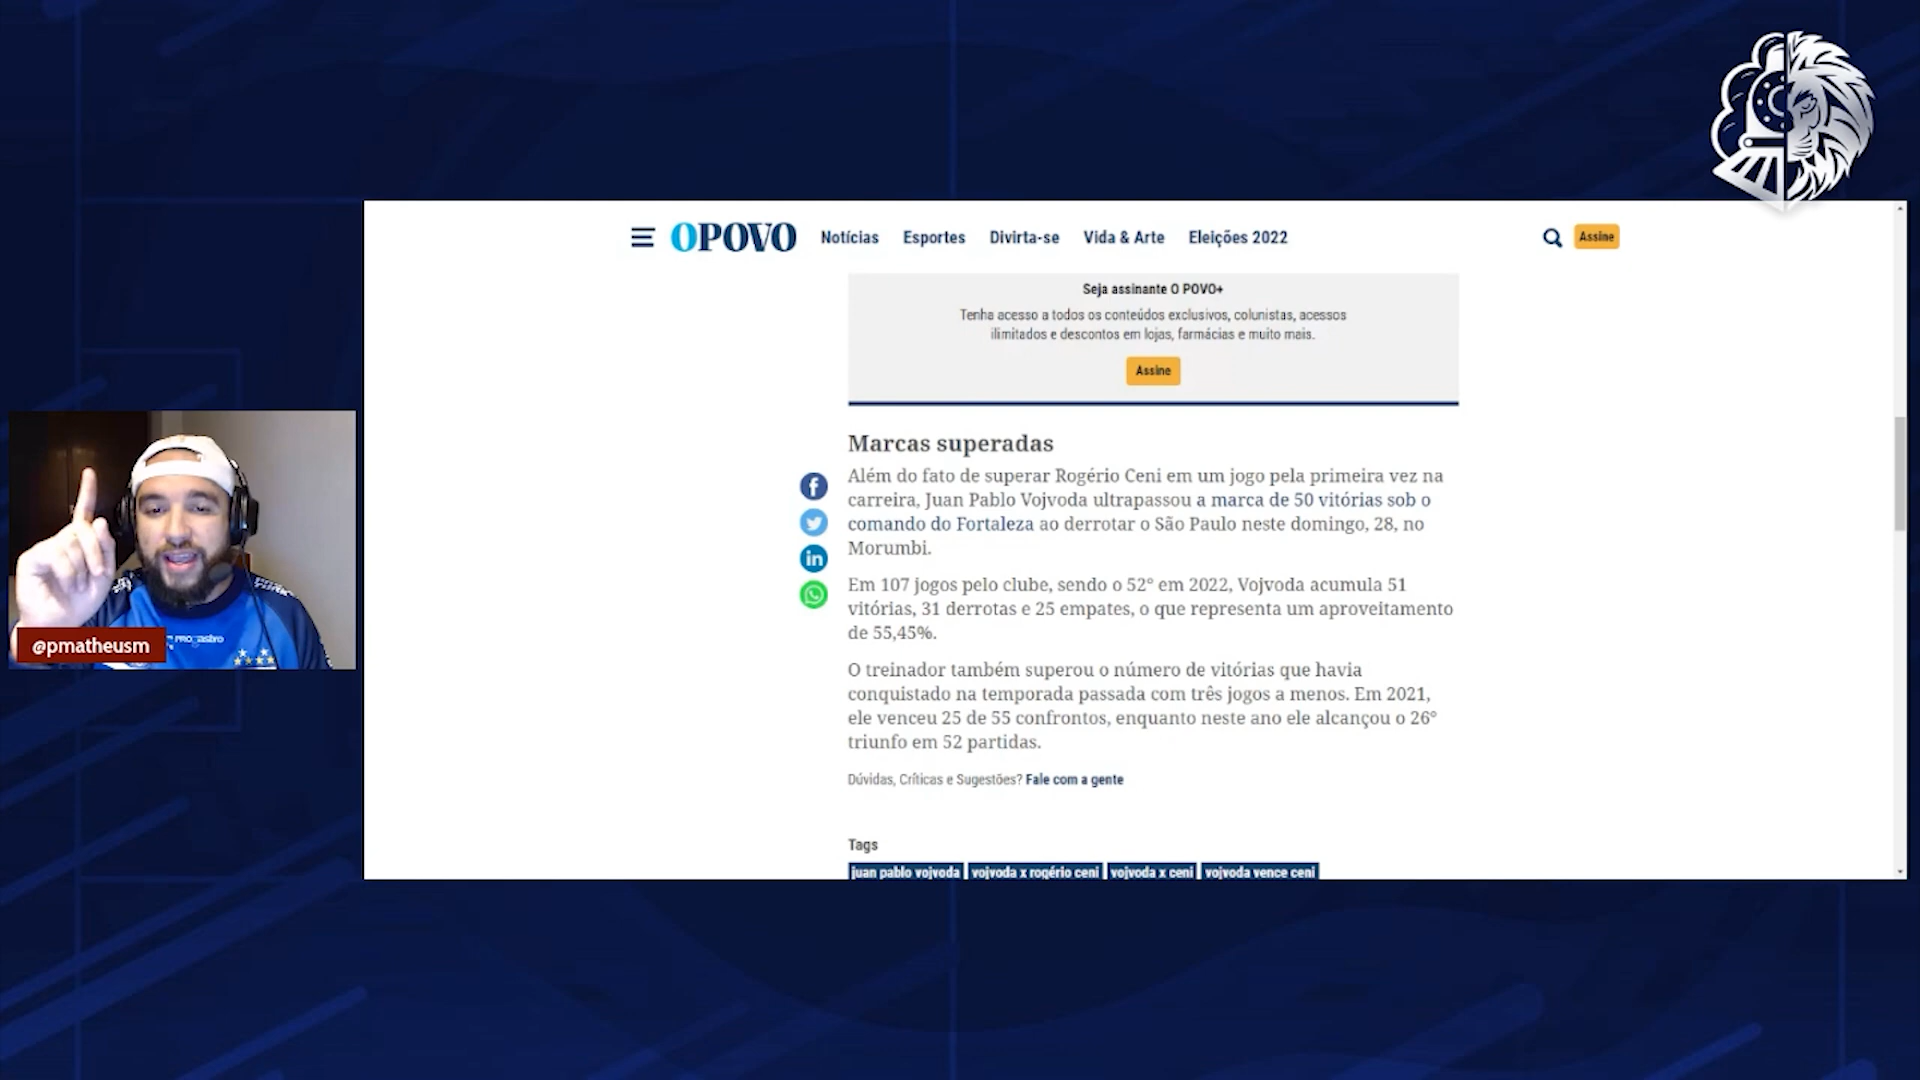 OPOVO Notícias Esportes Divirta-se Vida & Arte Eleições 2022 Assine
Seja assinante O POVO+
Tenha acesso a todos os conteúdos exclusivos, colunistas, acessos
ilimitados e descontos em lojas, farmácias e muito mais.
Assine
Marcas superadas
Além do fato de superar Rogério Ceni em um jogo pela primeira vez na
carreira, Juan Pablo Vojvoda ultrapassou a marca de 50 vitórias sob o
comando do Fortaleza ao derrotar o São Paulo neste domingo, 28, no
Morumbi.
Em 107 jogos pelo clube, sendo o 52° em 2022, Vojvoda acumula 51
vitórias, 31 derrotas e 25 empates, o que representa um aproveitamento
de 55,45%.
O treinador também superou o número de vitórias que havia
conquistado na temporada passada com três jogos a menos. Em 2021,
ele venceu 25 de 55 confrontos, enquanto neste ano ele alcançou o 26°
triunfo em 52 partidas.
Dúvidas, Críticas e Sugestões? Fale com a gente
Tags
juan pablo vojvoda vojvoda x rogério ceni vojvoda x ceni vojvoda vence ceni
@pmatheusm